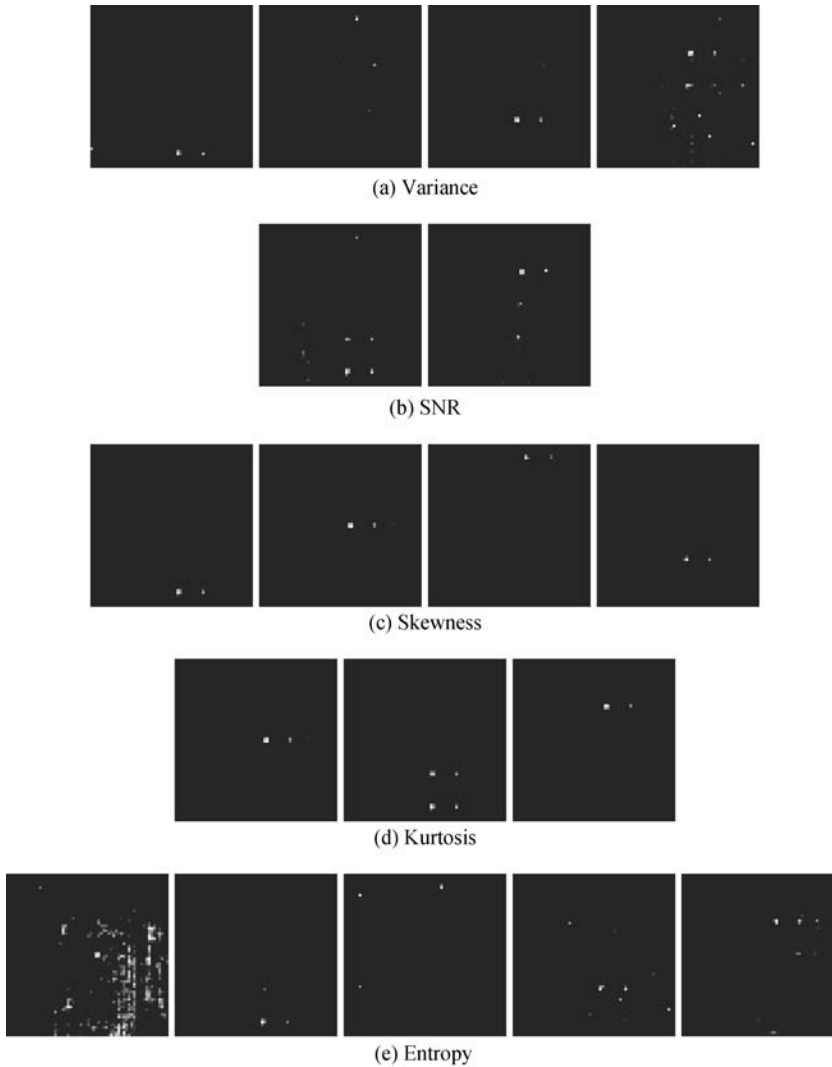 (a) Variance
(b) SNR
(c) Skewness
(d) Kurtosis
(e) Entropy